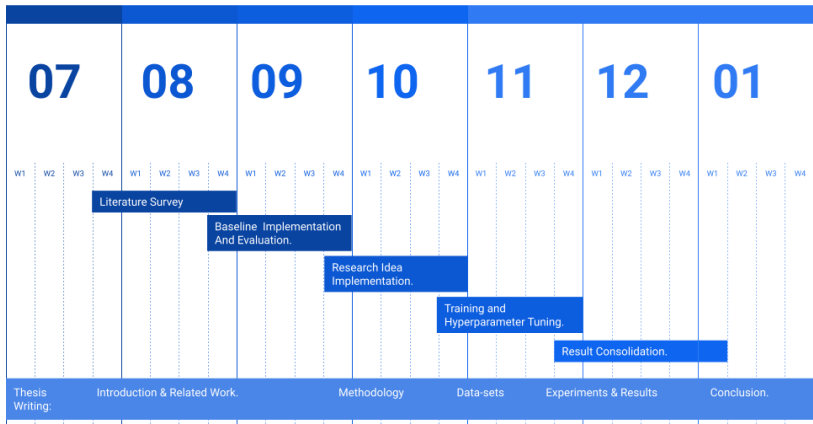 07 08 09 10 11 12 01
W1 W2 W3 W4 W1 W2 W3 W4 W1 W2 W3 W4 W1 W2 W3 W4 W1 W2 W3 W4 W1 W2 W3 W4 W1 W2 W3 W4
Literature Survey
Baseline Implementation
And Evaluation.
Research Idea
Implementation.
Training and
Hyperparameter Tuning.
Result Consolidation.
Thesis
Writing:
Introduction & Related Work.
Methodology
Data-sets
Experiments & Results
Conclusion.